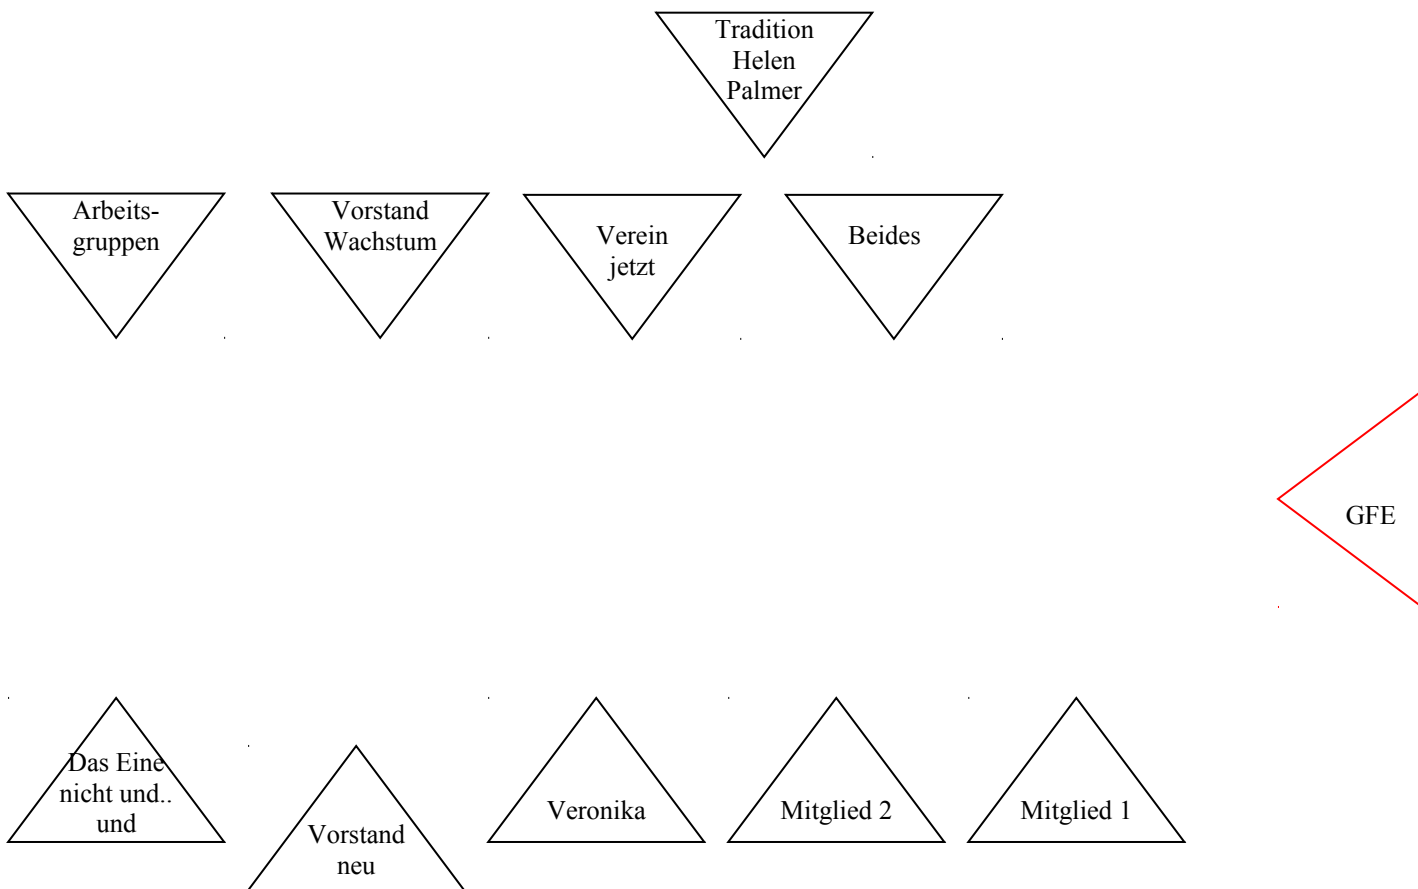 Tradition
Helen
Palmer
Arbeits-
gruppen
Vorstand
Wachstum
Verein
jetzt
Beides
GFE
Das Eine
nicht und..
und
Vorstand
neu
Veronika
Mitglied 2
Mitglied 1